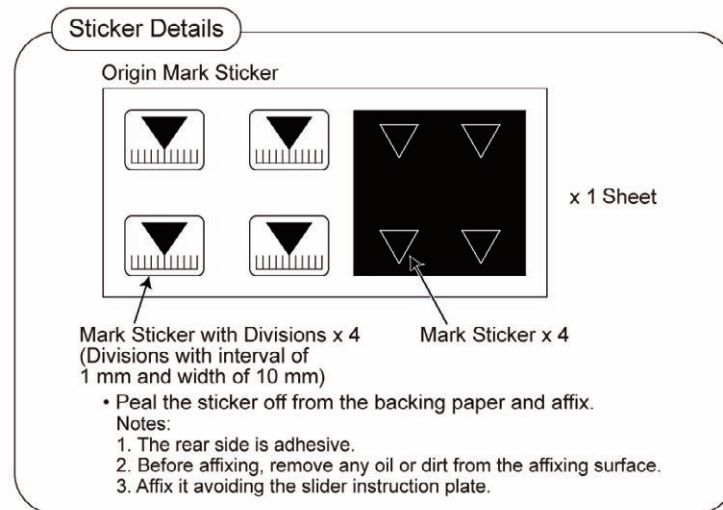 Sticker Details
Origin Mark Sticker
x 1 Sheet
Mark Sticker with Divisions x 4
(Divisions with interval of
1 mm and width of 10 mm)
Mark Sticker x 4
• Peal the sticker off from the backing paper and affix.
Notes:
1. The rear side is adhesive.
2. Before affixing, remove any oil or dirt from the affixing surface.
3. Affix it avoiding the slider instruction plate.